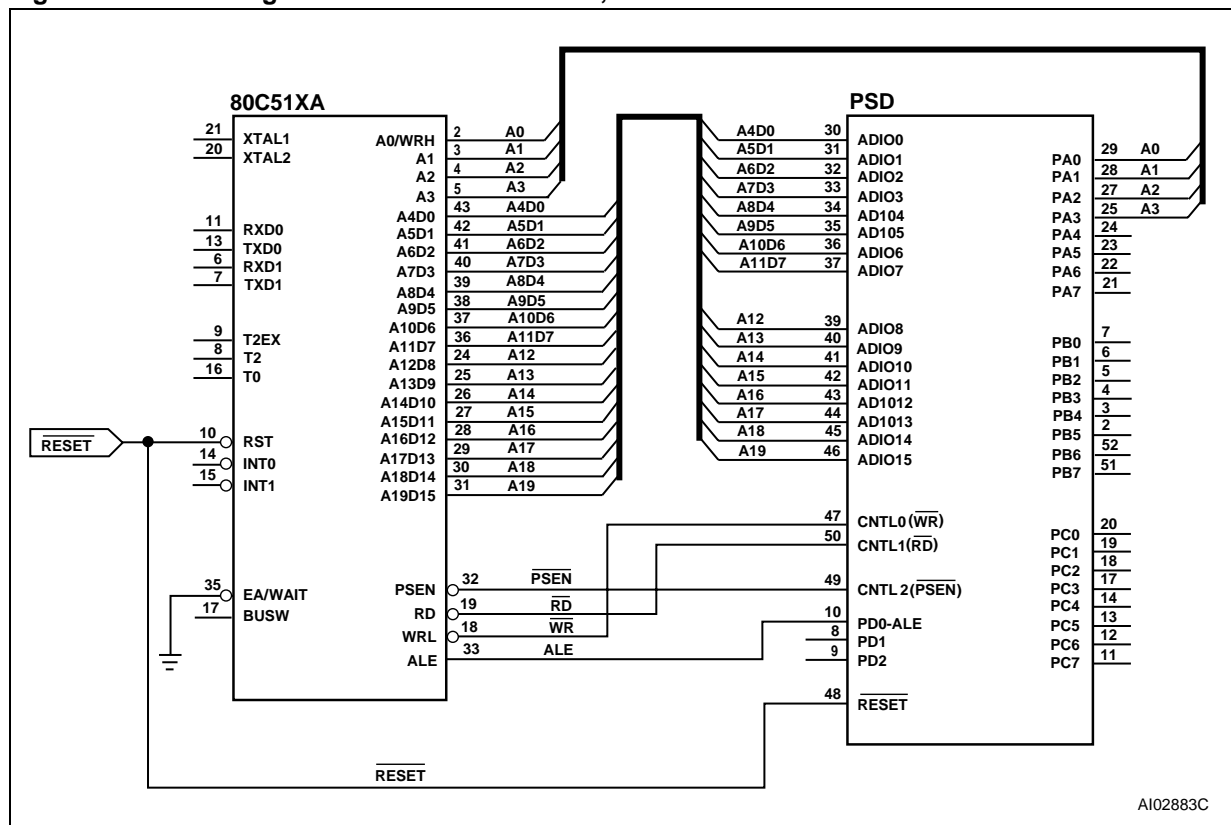 80C51XA
21 XTAL1
20 XTAL2
11 RXD0
13 TXD0
6 RXD1
7 TXD1
9 T2EX
8 T2
16 T0
RESET
10 RST
14 INT0
15 INT1
35 EA/WAIT
17 BUSW
A0/WRH 2 A0
A1 3 A1
A2 4 A2
A3 5 A3
A4D0 43 A4D0
A5D1 42 A5D1
A6D2 41 A6D2
A7D3 40 A7D3
A8D4 39 A8D4
A9D5 38 A9D5
A10D6 37 A10D6
A11D7 36 A11D7
A12D8 24 A12
A13D9 25 A13
A14D10 26 A14
A15D11 27 A15
A16D12 28 A16
A17D13 29 A17
A18D14 30 A18
A19D15 31 A19
PSEN 32 PSEN
RD 19 RD
WRL 18 WR
ALE 33 ALE
PSD
A4D0 30 ADIO0
A5D1 31 ADIO1
A6D2 32 ADIO2
A7D3 33 ADIO3
A8D4 34 AD104
A9D5 35 AD105
A10D6 36 ADIO6
A11D7 37 ADIO7
A12 39 ADIO8
A13 40 ADIO9
A14 41 ADIO10
A15 42 ADIO11
A16 43 AD1012
A17 44 AD1013
A18 45 ADIO14
A19 46 ADIO15
47 CNTL0(WR)
50 CNTL1(RD)
49 CNTL 2(PSEN)
10 PD0-ALE
8 PD1
9 PD2
48 RESET
PA0 29 A0
PA1 28 A1
PA2 27 A2
PA3 25 A3
PA4 24
PA5 23
PA6 22
PA7 21
PB0 7
PB1 6
PB2 5
PB3 4
PB4 3
PB5 2
PB6 52
PB7 51
PC0 20
PC1 19
PC2 18
PC3 17
PC4 14
PC5 13
PC6 12
PC7 11
RESET
AI02883C